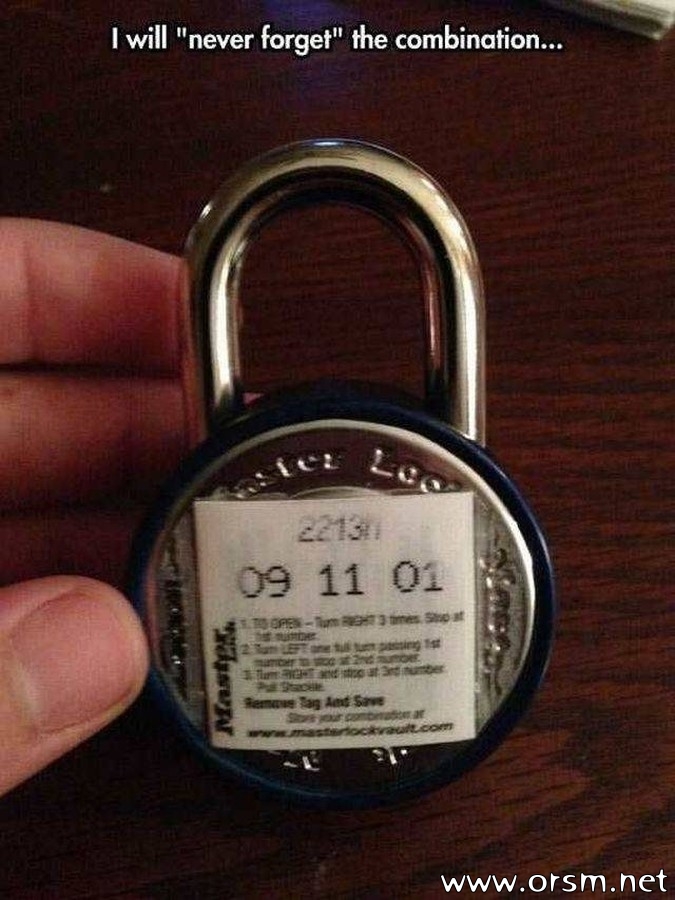 I will "never forget" the combination...
Master Lock
2213n
09 11 01
1. TO OPEN – Turn RIGHT 3 times. Stop at
1st number.
2. Turn LEFT one full turn passing 1st
number to stop at 2nd number.
3. Turn RIGHT and stop at 3rd number.
Pull Shackle.
Remove Tag And Save
Store your combination at
www.masterlockvault.com
Master
www.orsm.net